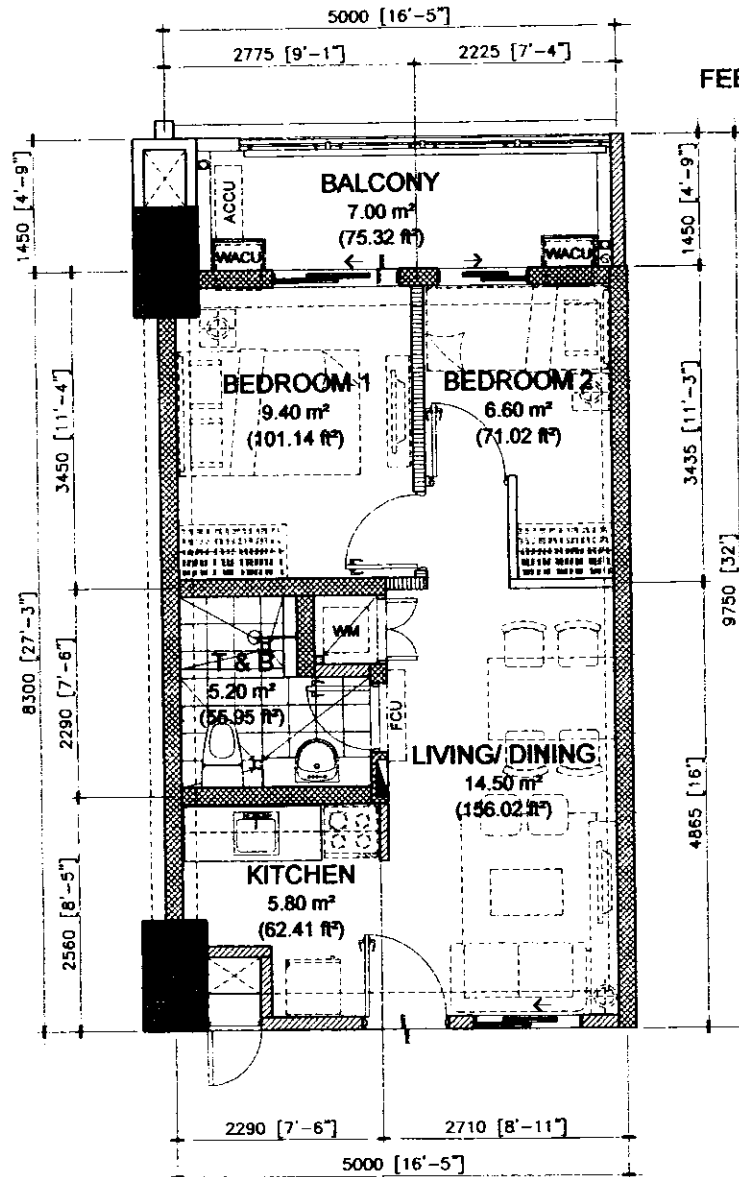 5000 [16'-5"]
2775 [9'-1"]
2225 [7'-4"]
FEE
1450 [4'-9"]
1450 [4'-9"]
BALCONY
7.00 m²
(75.32 ft²)
ACCU
WACU
WACU
BEDROOM 1
9.40 m²
(101.14 ft²)
BEDROOM 2
6.60 m²
(71.02 ft²)
3450 [11'-4"]
3435 [11'-3"]
9750 [32']
8300 [27'-3"]
2290 [7'-6"]
WM
T & B
5.20 m²
(55.95 ft²)
FCU
LIVING/ DINING
14.50 m²
(156.02 ft²)
4865 [16']
KITCHEN
5.80 m²
(62.41 ft²)
2560 [8'-5"]
2290 [7'-6"]
2710 [8'-11"]
5000 [16'-5"]